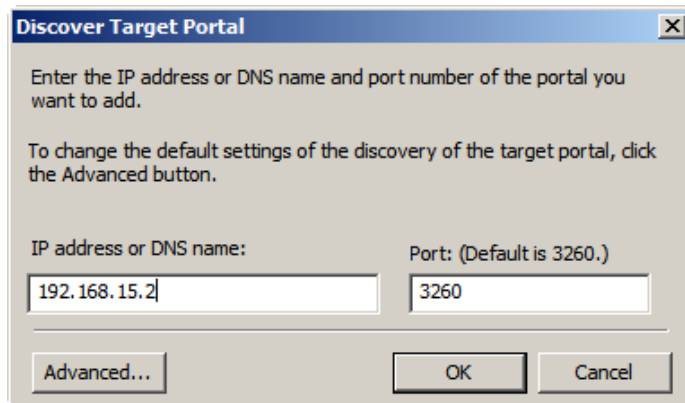 Discover Target Portal
Enter the IP address or DNS name and port number of the portal you
want to add.
To change the default settings of the discovery of the target portal, click
the Advanced button.
IP address or DNS name:
Port: (Default is 3260.)
192.168.15.2
3260
Advanced...
OK
Cancel